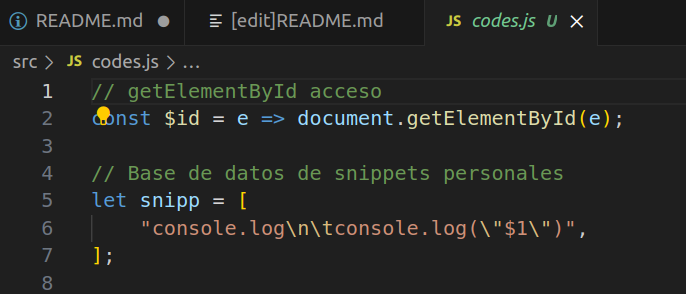 README.md ● [edit]README.md JS codes.js U ×
src > JS codes.js > ...
1 // getElementById acceso
2 const $id = e => document.getElementById(e);
3
4 // Base de datos de snippets personales
5 let snipp = [
6 "console.log\n\tconsole.log(\"$1\")",
7 ];
8